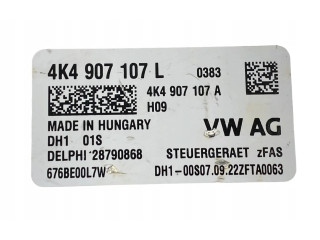 4K4 907 107 L 0383
4K4 907 107 A
H09
MADE IN HUNGARY
DH1 01S
VW AG
DELPHI 28790868
STEUERGERAET zFAS
676BE00L7W
DH1-00S07.09.22ZFTA0063